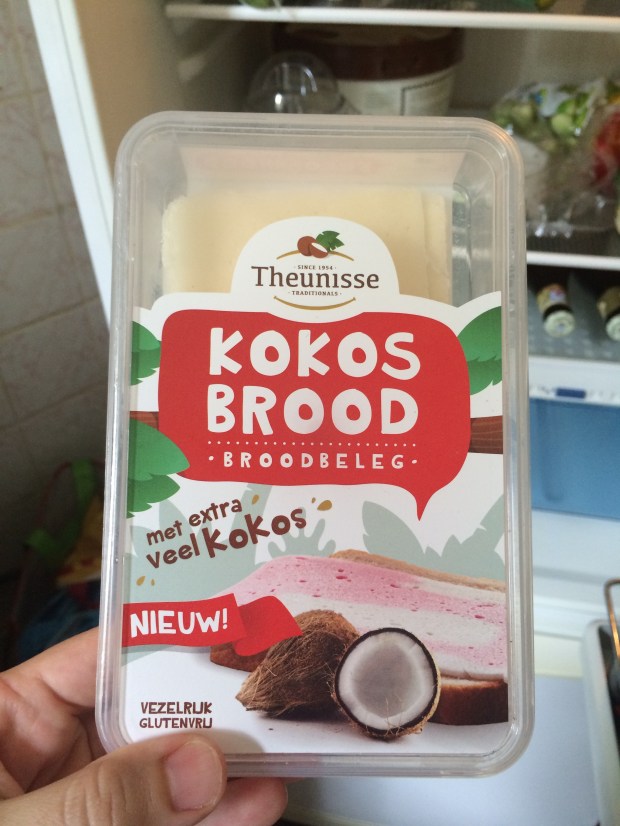 SINCE 1954
Theunisse
-TRADITIONALS-
KOKOS
BROOD
·BROODBELEG·
met extra
veel kokos
NIEUW!
VEZELRIJK
GLUTENVRIJ